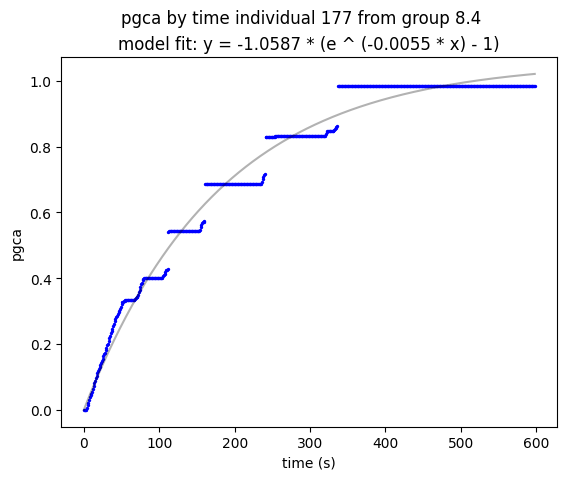 pgca by time individual 177 from group 8.4
model fit: y = -1.0587 * (e ^ (-0.0055 * x) - 1)
1.0
0.8
0.6
0.4
0.2
0.0
pgca
0 100 200 300 400 500 600
time (s)